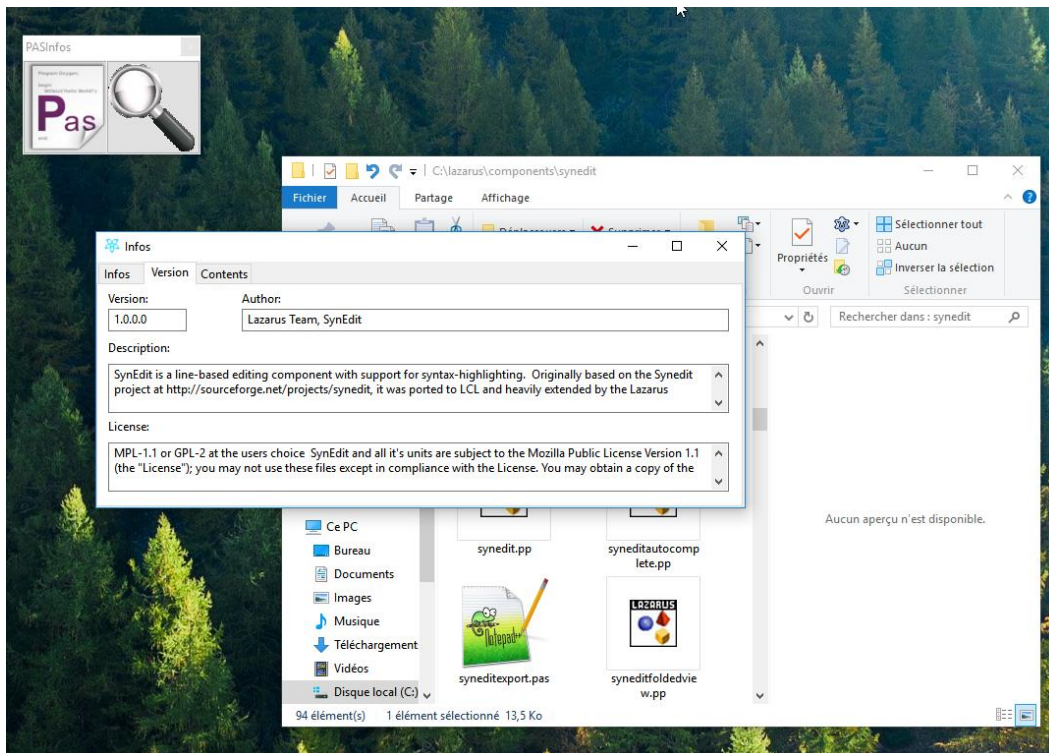 PASInfos
Pas
C:\lazarus\components\synedit
Fichier
Accueil
Partage
Affichage
Propriétés
Sélectionner tout
Aucun
Inverser la sélection
Ouvrir
Sélectionner
Rechercher dans : synedit
Infos
Infos
Version
Contents
Version:
Author:
1.0.0.0
Lazarus Team, SynEdit
Description:
SynEdit is a line-based editing component with support for syntax-highlighting. Originally based on the Synedit
project at http://sourceforge.net/projects/synedit, it was ported to LCL and heavily extended by the Lazarus
License:
MPL-1.1 or GPL-2 at the users choice SynEdit and all it's units are subject to the Mozilla Public License Version 1.1
(the "License"); you may not use these files except in compliance with the License. You may obtain a copy of the
Ce PC
Bureau
Documents
Images
Musique
Téléchargement
Vidéos
Disque local (C:)
synedit.pp
syneditautocomp
lete.pp
Notepad++
LAZARUS
syneditexport.pas
syneditfoldedvie
w.pp
Aucun aperçu n'est disponible.
94 élément(s)
1 élément sélectionné 13,5 Ko